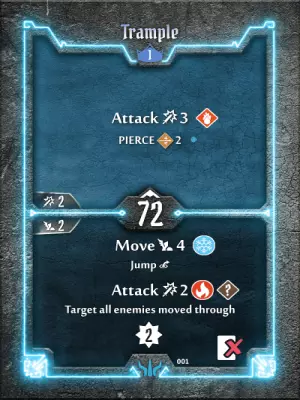 Trample
1
Attack 3
PIERCE 2
2
72
2
Move 4
Jump
Attack 2 ?
Target all enemies moved through
2
001